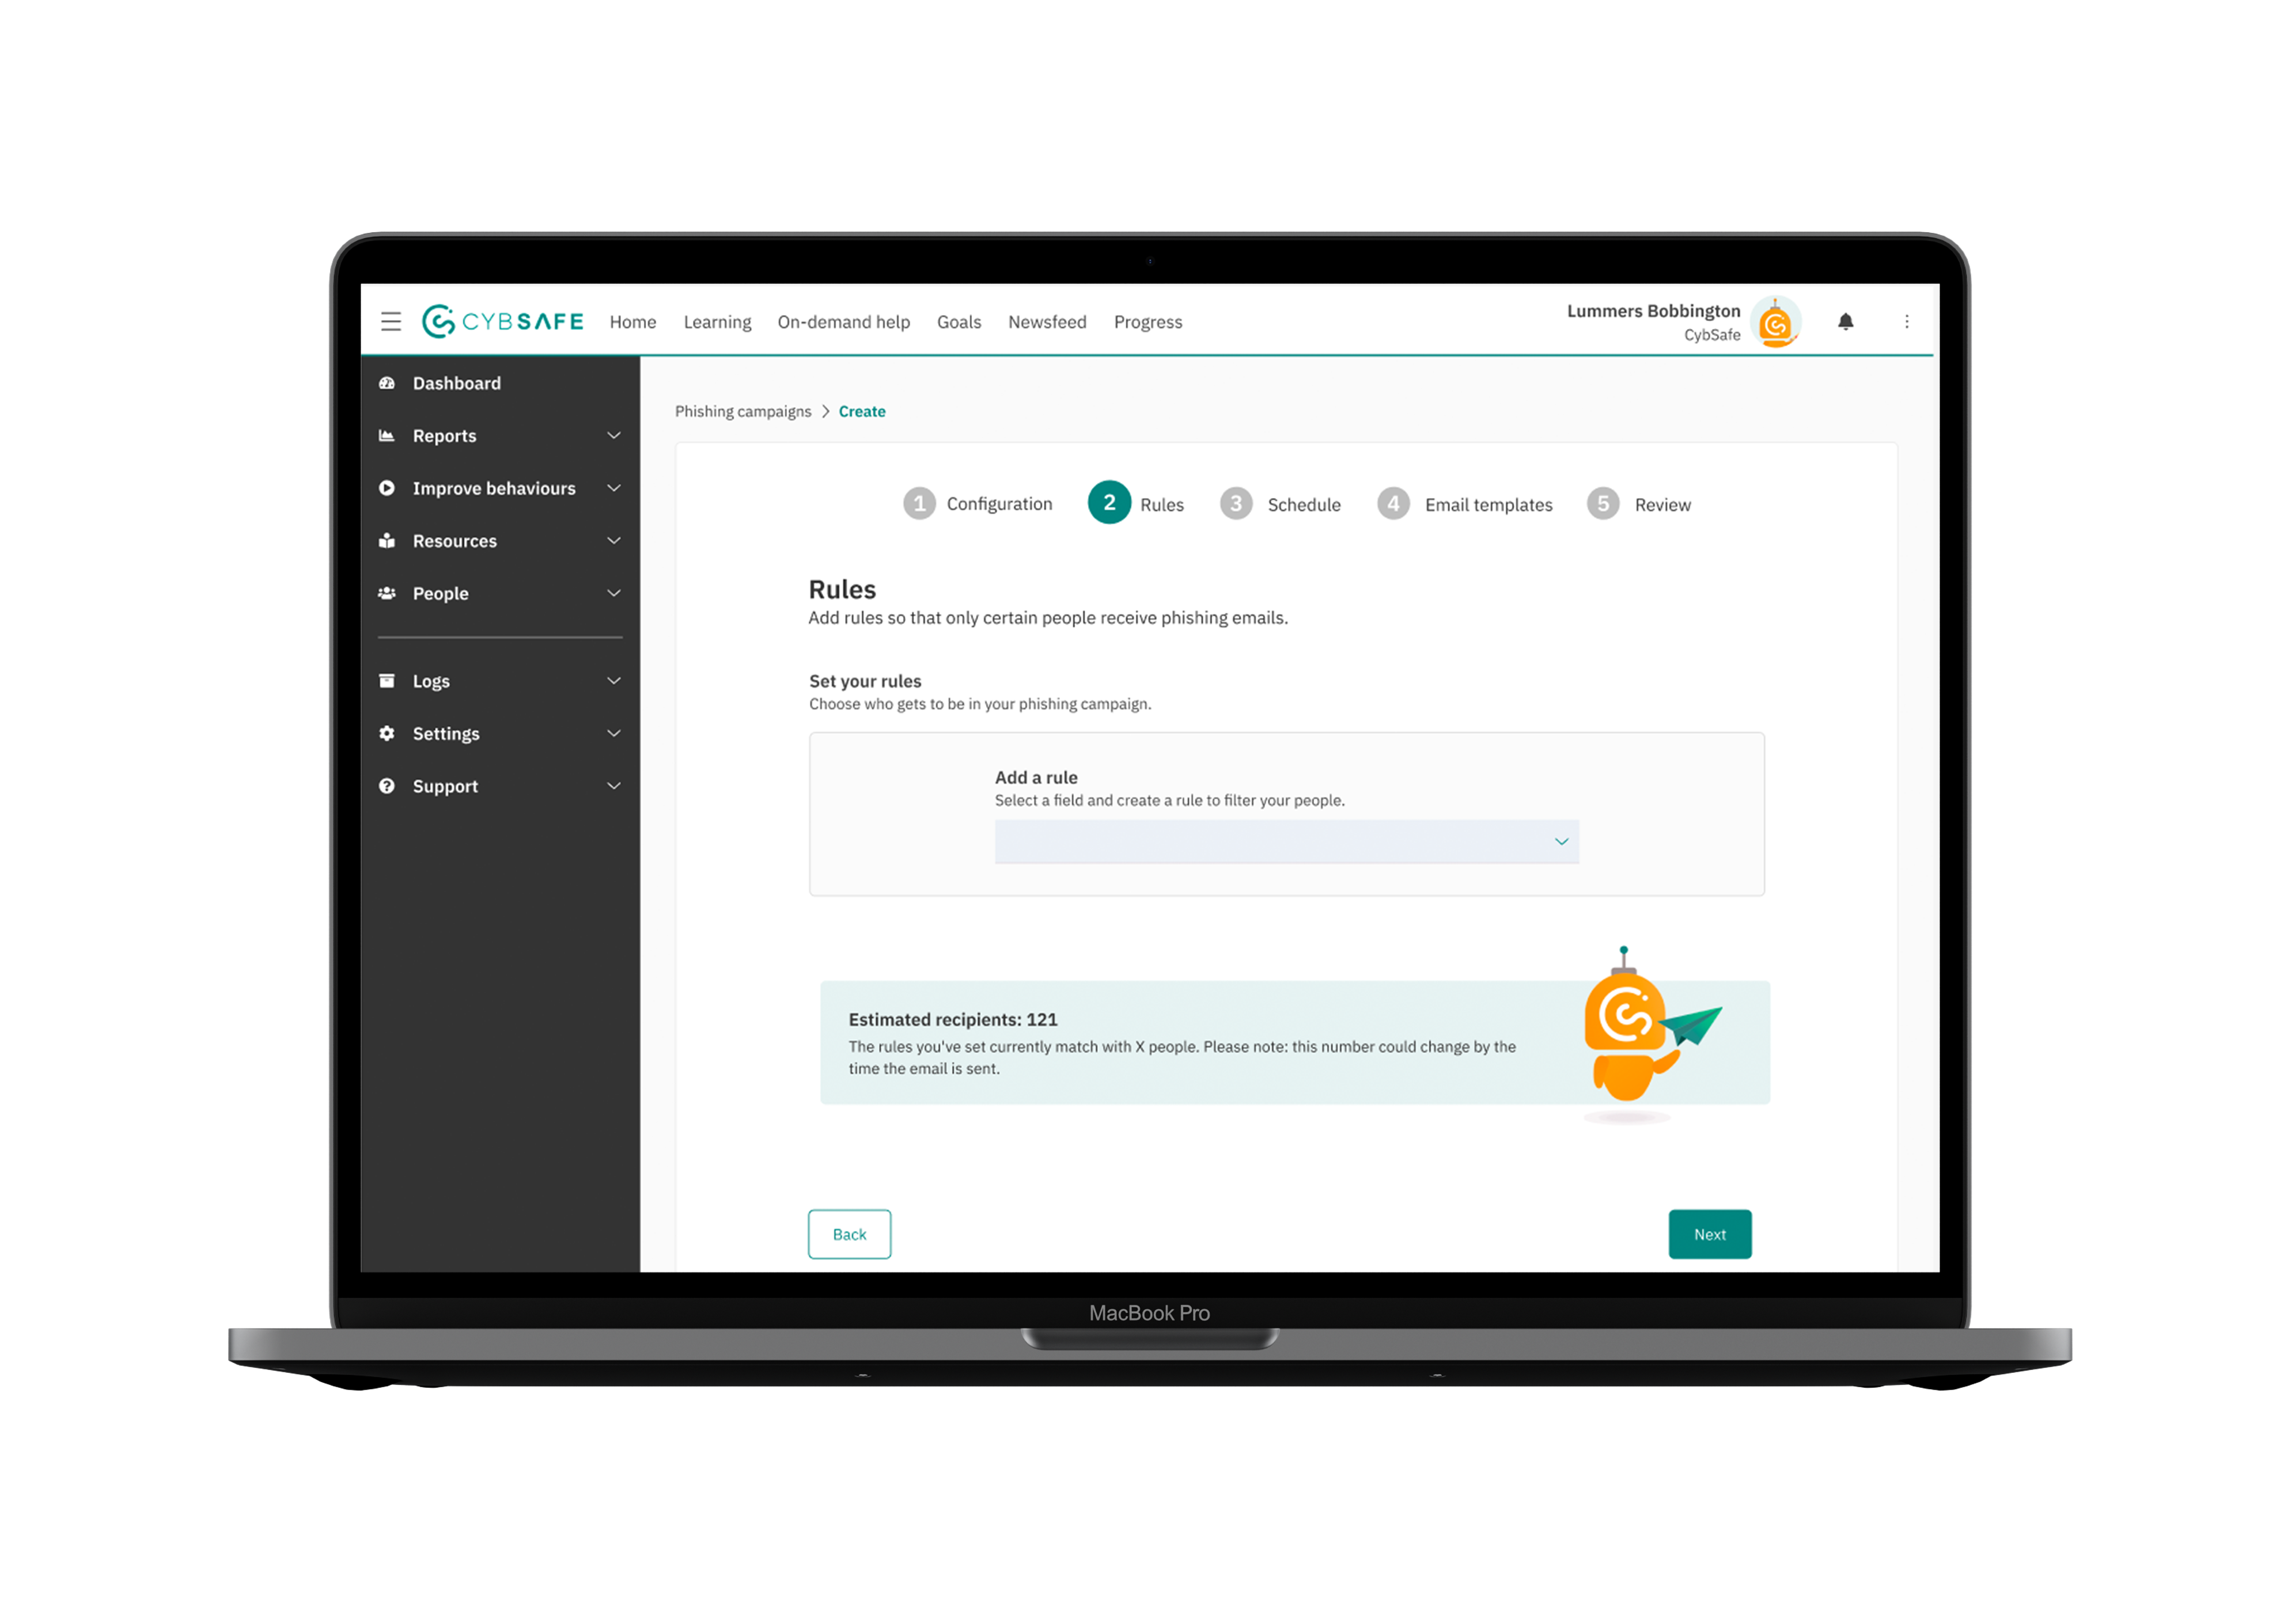 CYBSAFE Home Learning On-demand help Goals Newsfeed Progress
Lummers Bobbington
CybSafe
Dashboard
Reports
Improve behaviours
Resources
People
Logs
Settings
Support
Phishing campaigns > Create
1 Configuration 2 Rules 3 Schedule 4 Email templates 5 Review
Rules
Add rules so that only certain people receive phishing emails.
Set your rules
Choose who gets to be in your phishing campaign.
Add a rule
Select a field and create a rule to filter your people.
Estimated recipients: 121
The rules you've set currently match with X people. Please note: this number could change by the
time the email is sent.
Back
Next
MacBook Pro